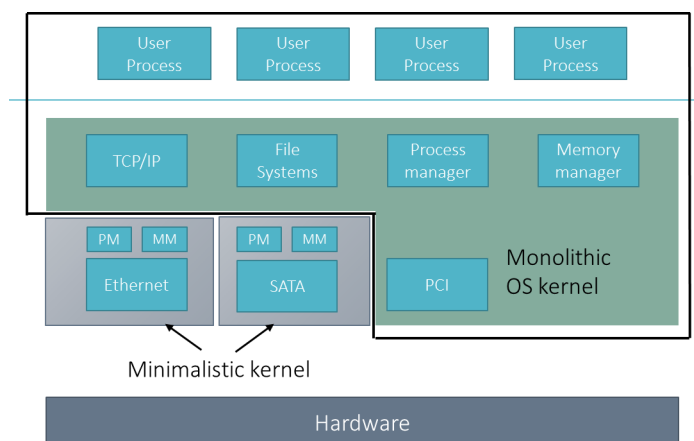 User
Process
User
Process
User
Process
User
Process
TCP/IP
File
Systems
Process
manager
Memory
manager
PM
MM
PM
MM
Ethernet
SATA
PCI
Monolithic
OS kernel
Minimalistic kernel
Hardware